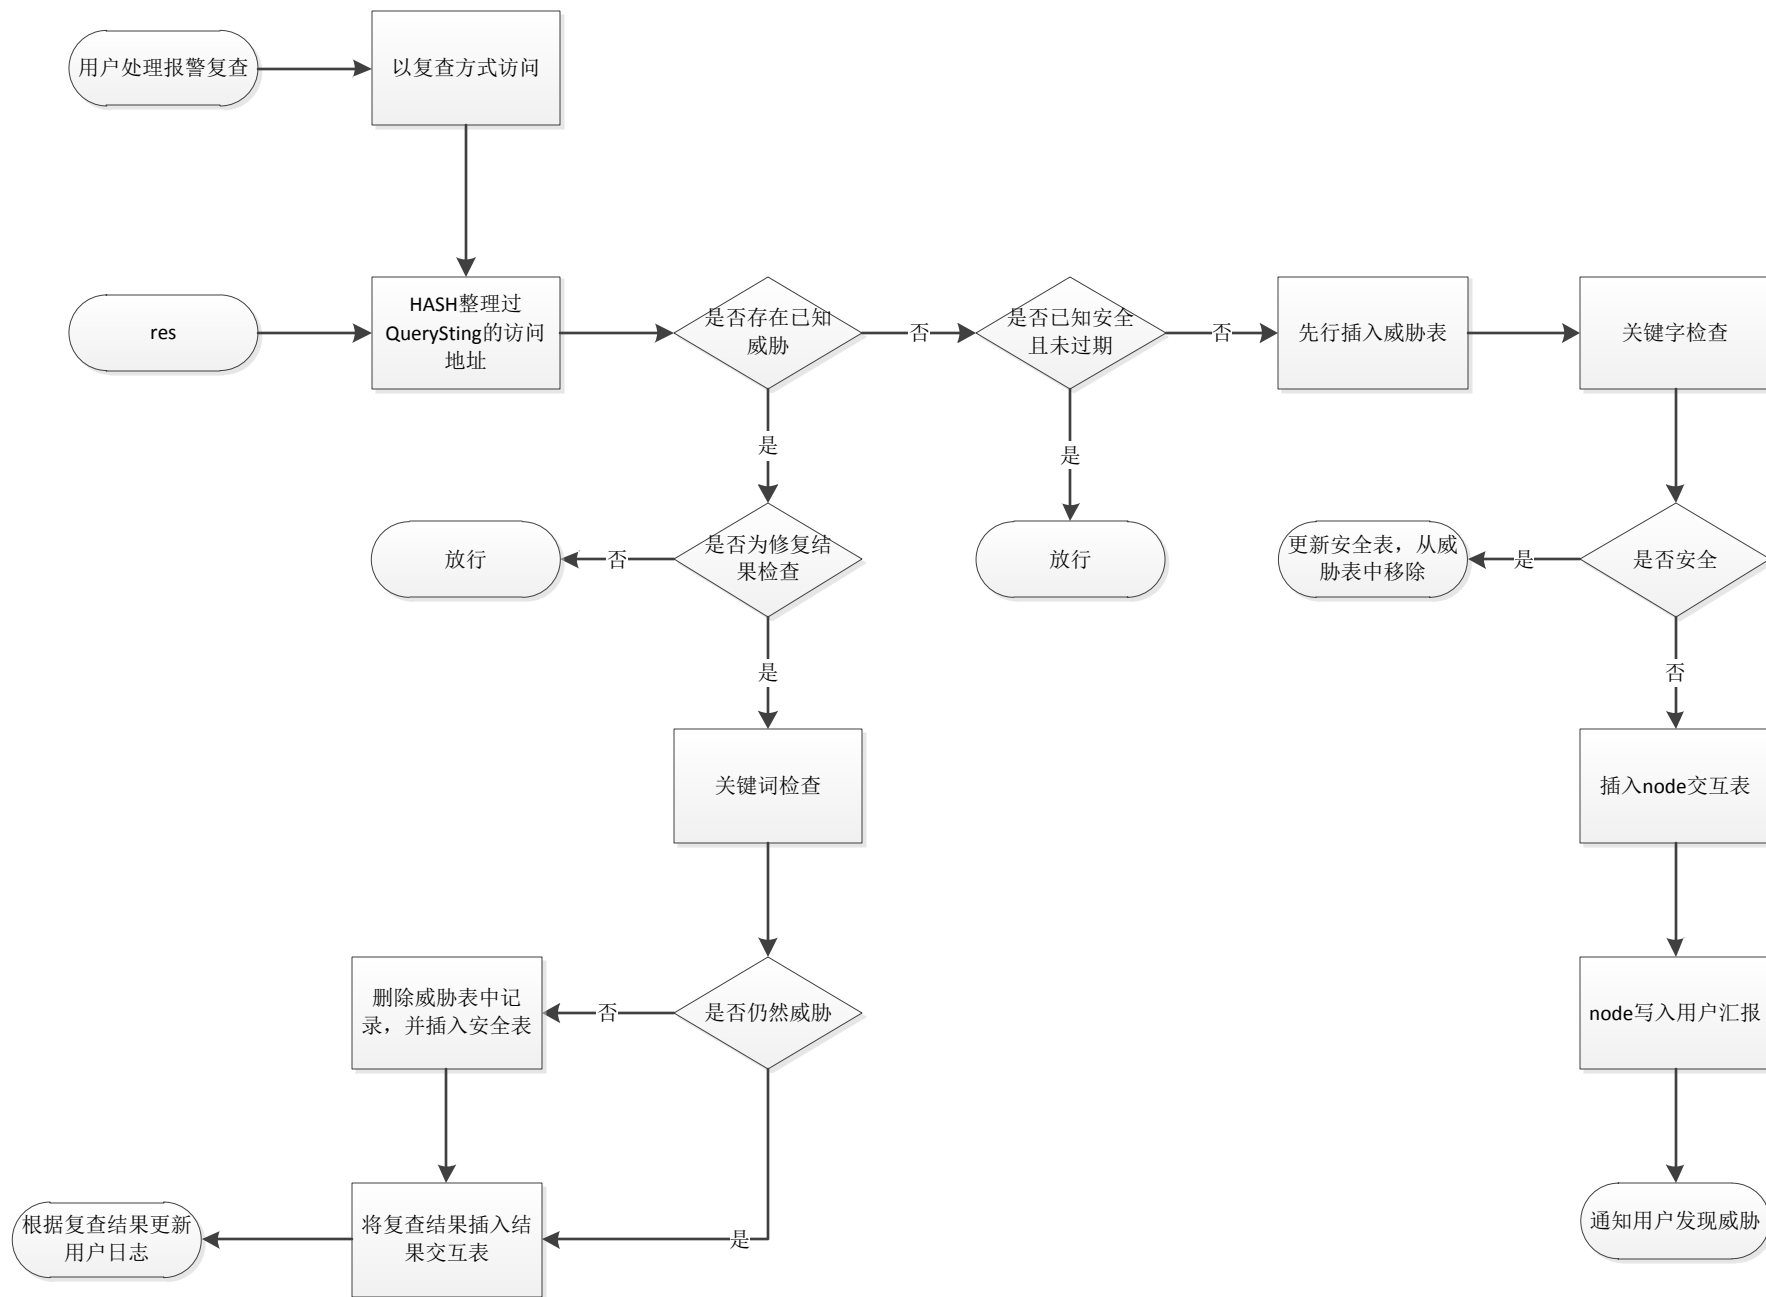 用户处理报警复查
以复查方式访问
res
HASH整理过
QuerySting的访问
地址
是否存在已知
威胁
否
是否已知安全
且未过期
否
先行插入威胁表
关键字检查
是
是
放行
否
是否为修复结
果检查
放行
更新安全表，从威
胁表中移除
是
是否安全
是
否
关键词检查
插入node交互表
删除威胁表中记
录，并插入安全表
否
是否仍然威胁
node写入用户汇报
根据复查结果更新
用户日志
将复查结果插入结
果交互表
是
通知用户发现威胁